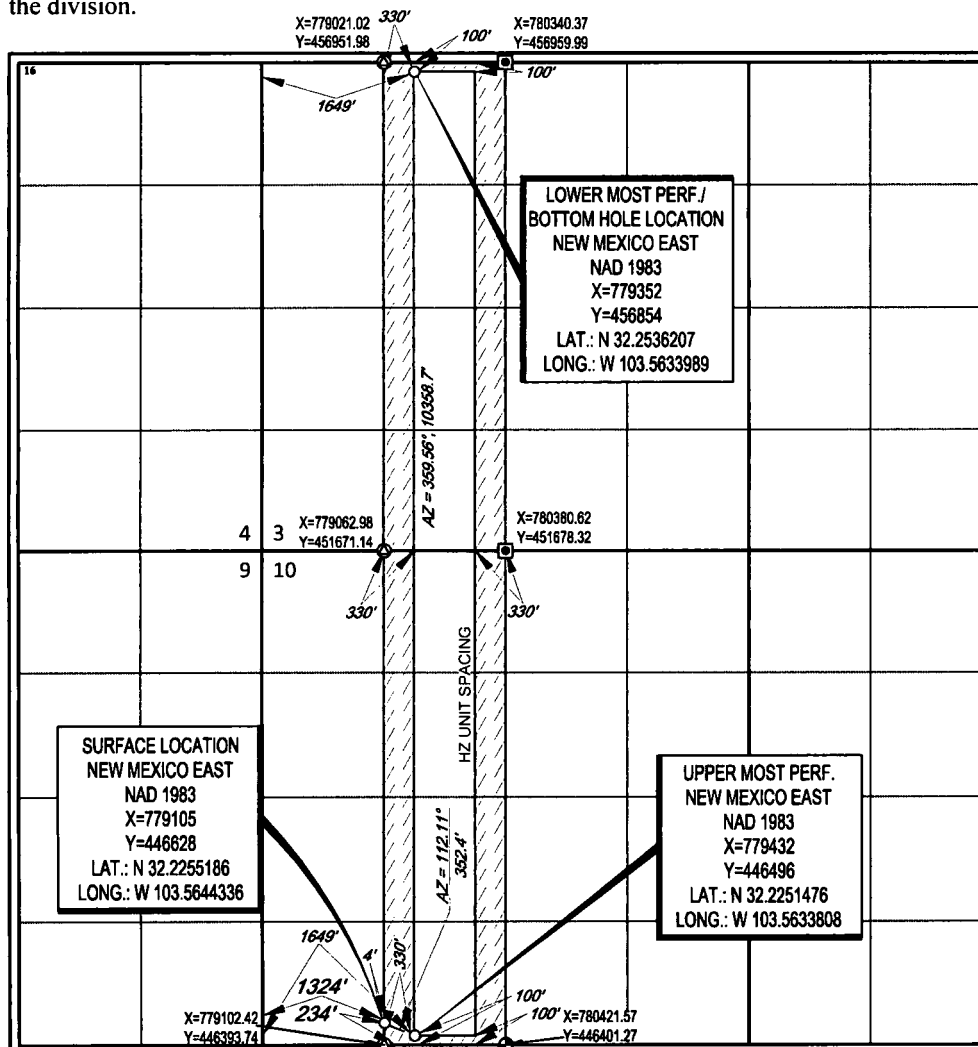 the division.
X=779021.02
Y=456951.98
330'
100'
X=780340.37
Y=456959.99
16
100'
1649'
LOWER MOST PERF./
BOTTOM HOLE LOCATION
NEW MEXICO EAST
NAD 1983
X=779352
Y=456854
LAT.: N 32.2536207
LONG.: W 103.5633989
AZ = 359.56°, 10358.7'
4 3
X=779062.98
Y=451671.14
X=780380.62
Y=451678.32
9 10
330'
330'
HZ UNIT SPACING
SURFACE LOCATION
NEW MEXICO EAST
NAD 1983
X=779105
Y=446628
LAT.: N 32.2255186
LONG.: W 103.5644336
UPPER MOST PERF.
NEW MEXICO EAST
NAD 1983
X=779432
Y=446496
LAT.: N 32.2251476
LONG.: W 103.5633808
AZ = 112.11°
352.4'
1649'
4'
330'
1324'
234'
100'
100'
X=779102.42
Y=446393.74
X=780421.57
Y=446401.27